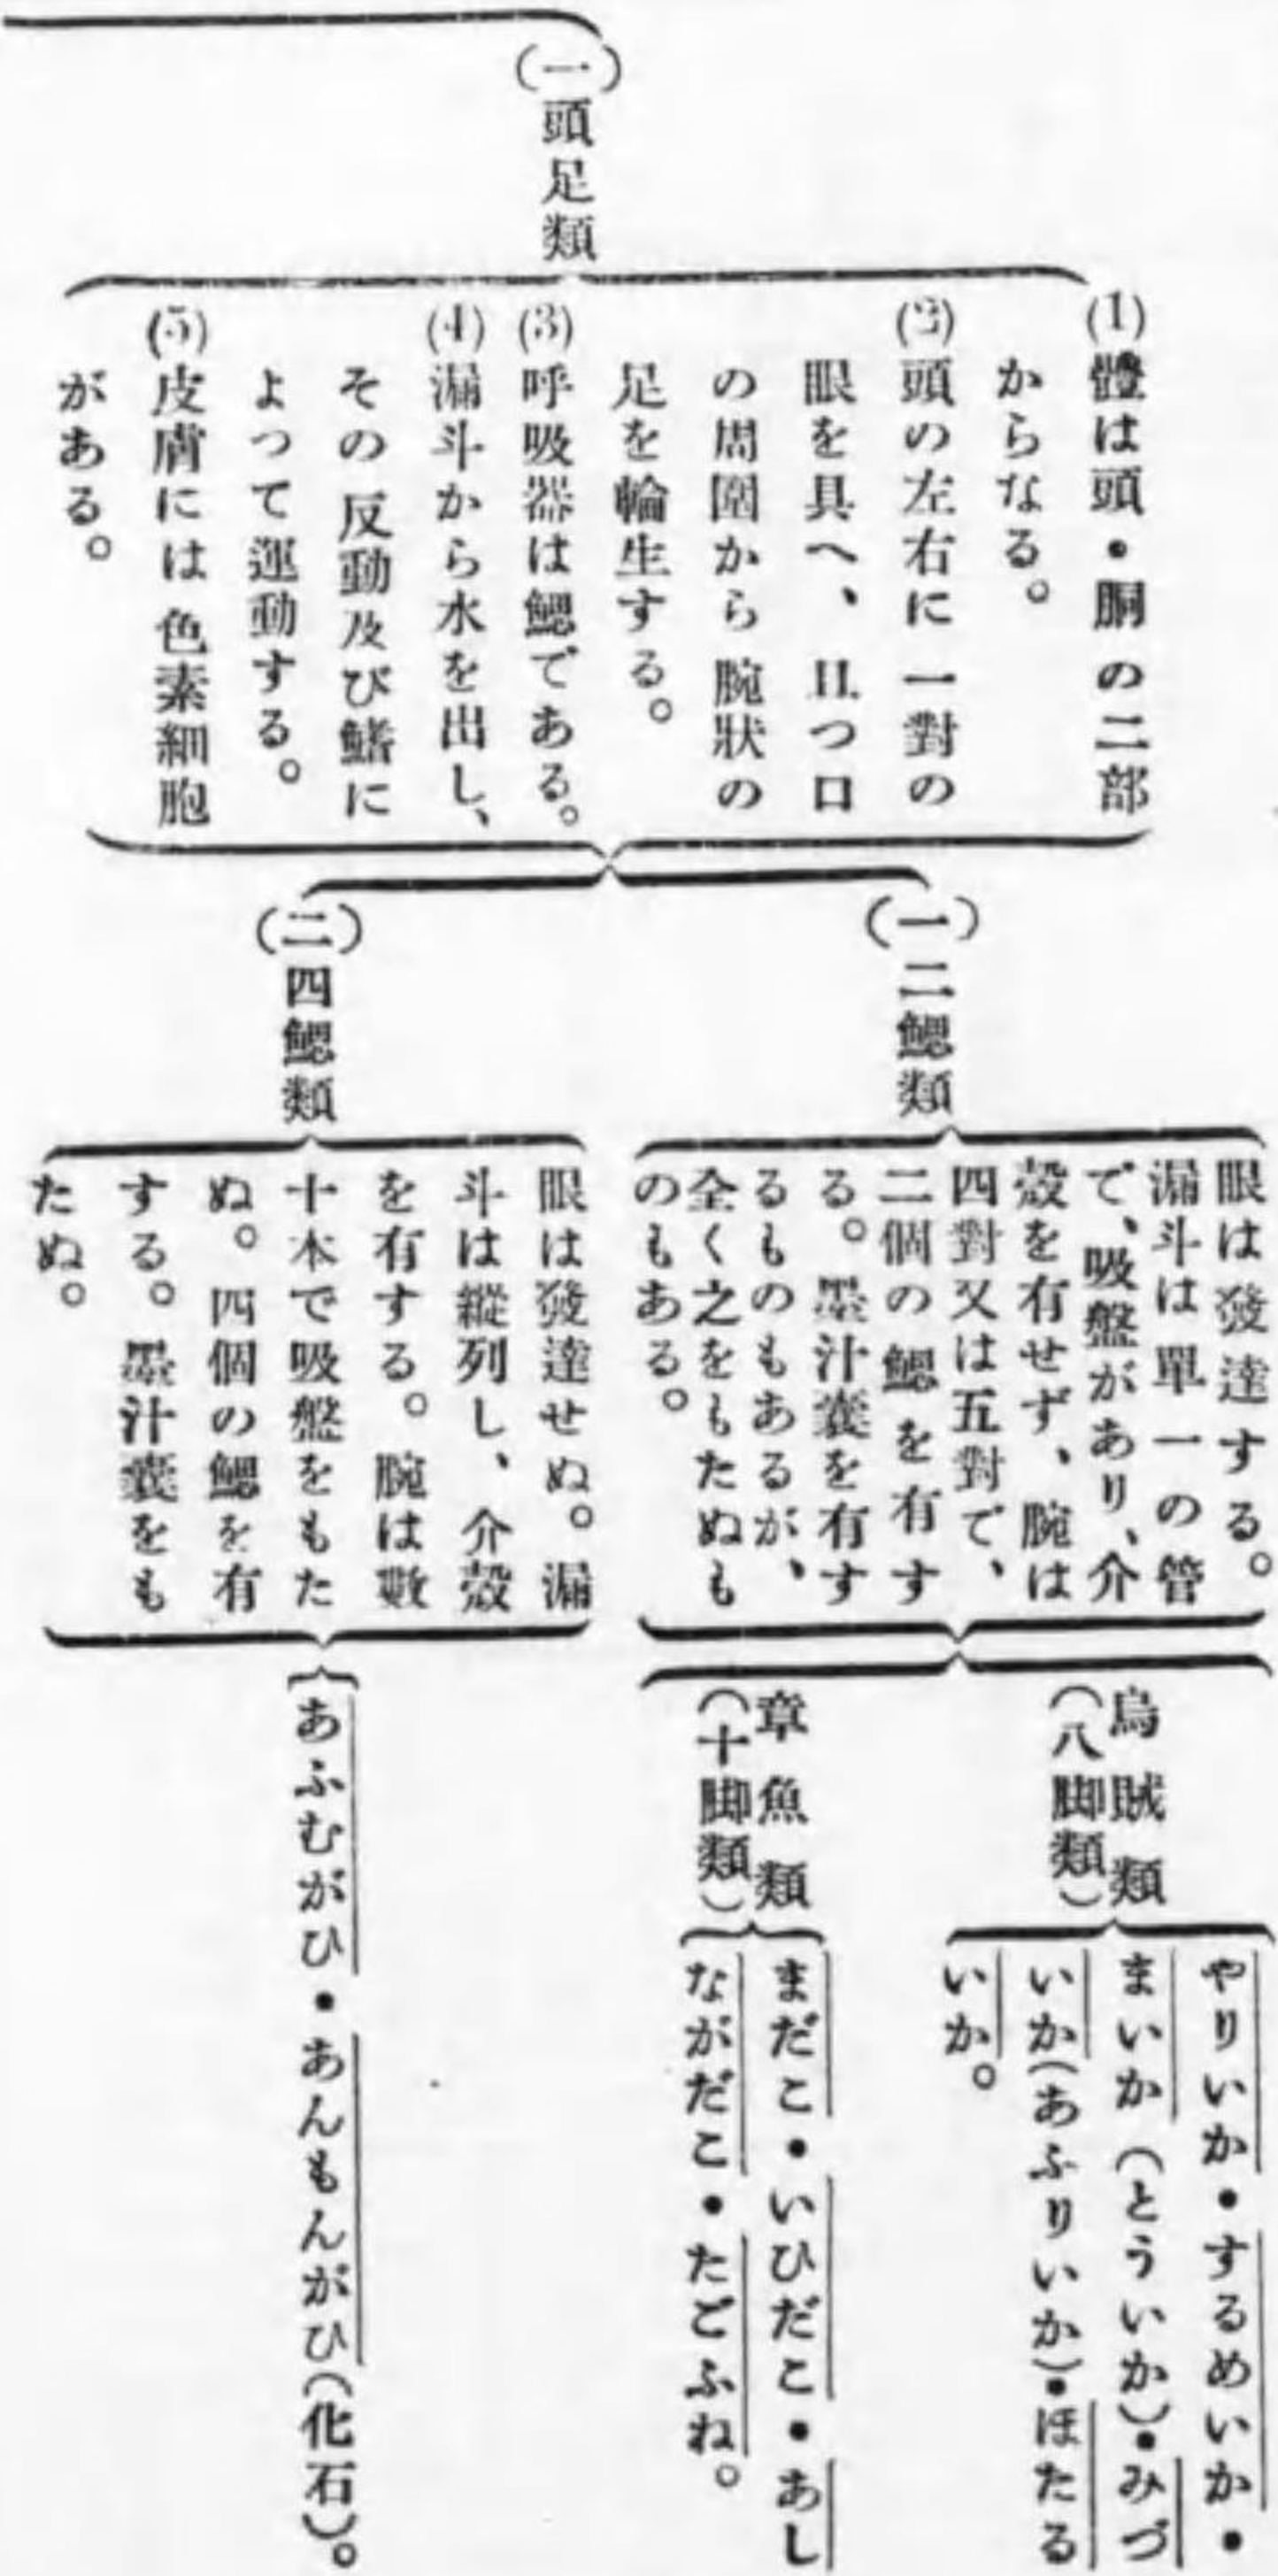 （一）頭足類
(1)體は頭・胴の二部
からなる。
(2)頭の左右に一對の
眼を具へ、且つ口
の周圍から腕狀の
足を輪生する。
(3)呼吸器は鰓である。
(4)漏斗から水を出し、
その反動及び鰭に
よつて運動する。
(5)皮膚には色素細胞
がある。
（一）二鰓類
眼は發達する。
漏斗は單一の管
で、吸盤があり、介
殼を有せず、腕は
四對又は五對で、
二個の鰓を有す
る。墨汁囊を有す
るものもあるが、
全く之をもたぬも
のもある。
烏賊類
（八脚類）
やりいか・するめいか・
まいか（とういか）・みづ
いか（あふりいか）・ほたる
いか。
章魚類
（十脚類）
まだこ・いひだこ・あし
ながだこ・たこふね。
（二）四鰓類
眼は發達せぬ。漏
斗は縱列し、介殼
を有する。腕は數
十本で吸盤をもた
ぬ。四個の鰓を有
する。墨汁囊をも
たぬ。
あふむがひ・あんもんがひ（化石）。